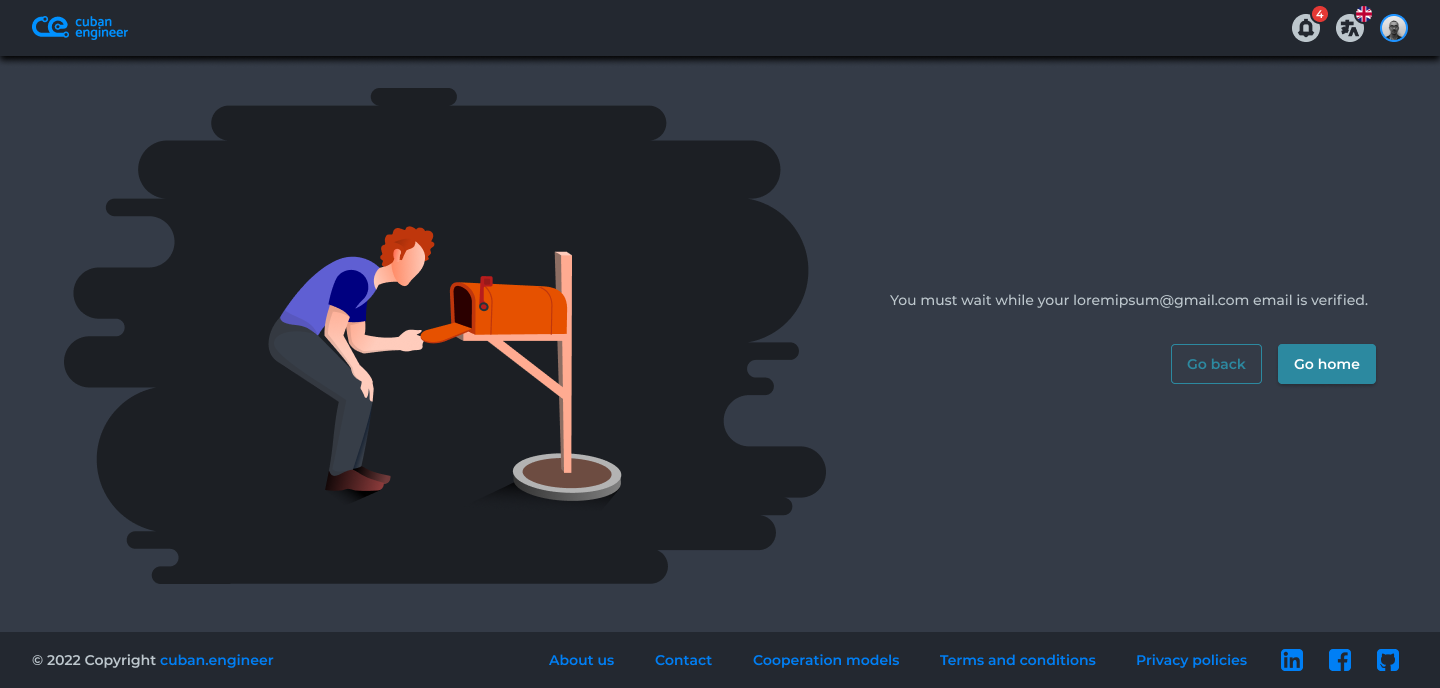 cuban
engineer
4
You must wait while your loremipsum@gmail.com email is verified.
Go back
Go home
© 2022 Copyright cuban.engineer
About us
Contact
Cooperation models
Terms and conditions
Privacy policies